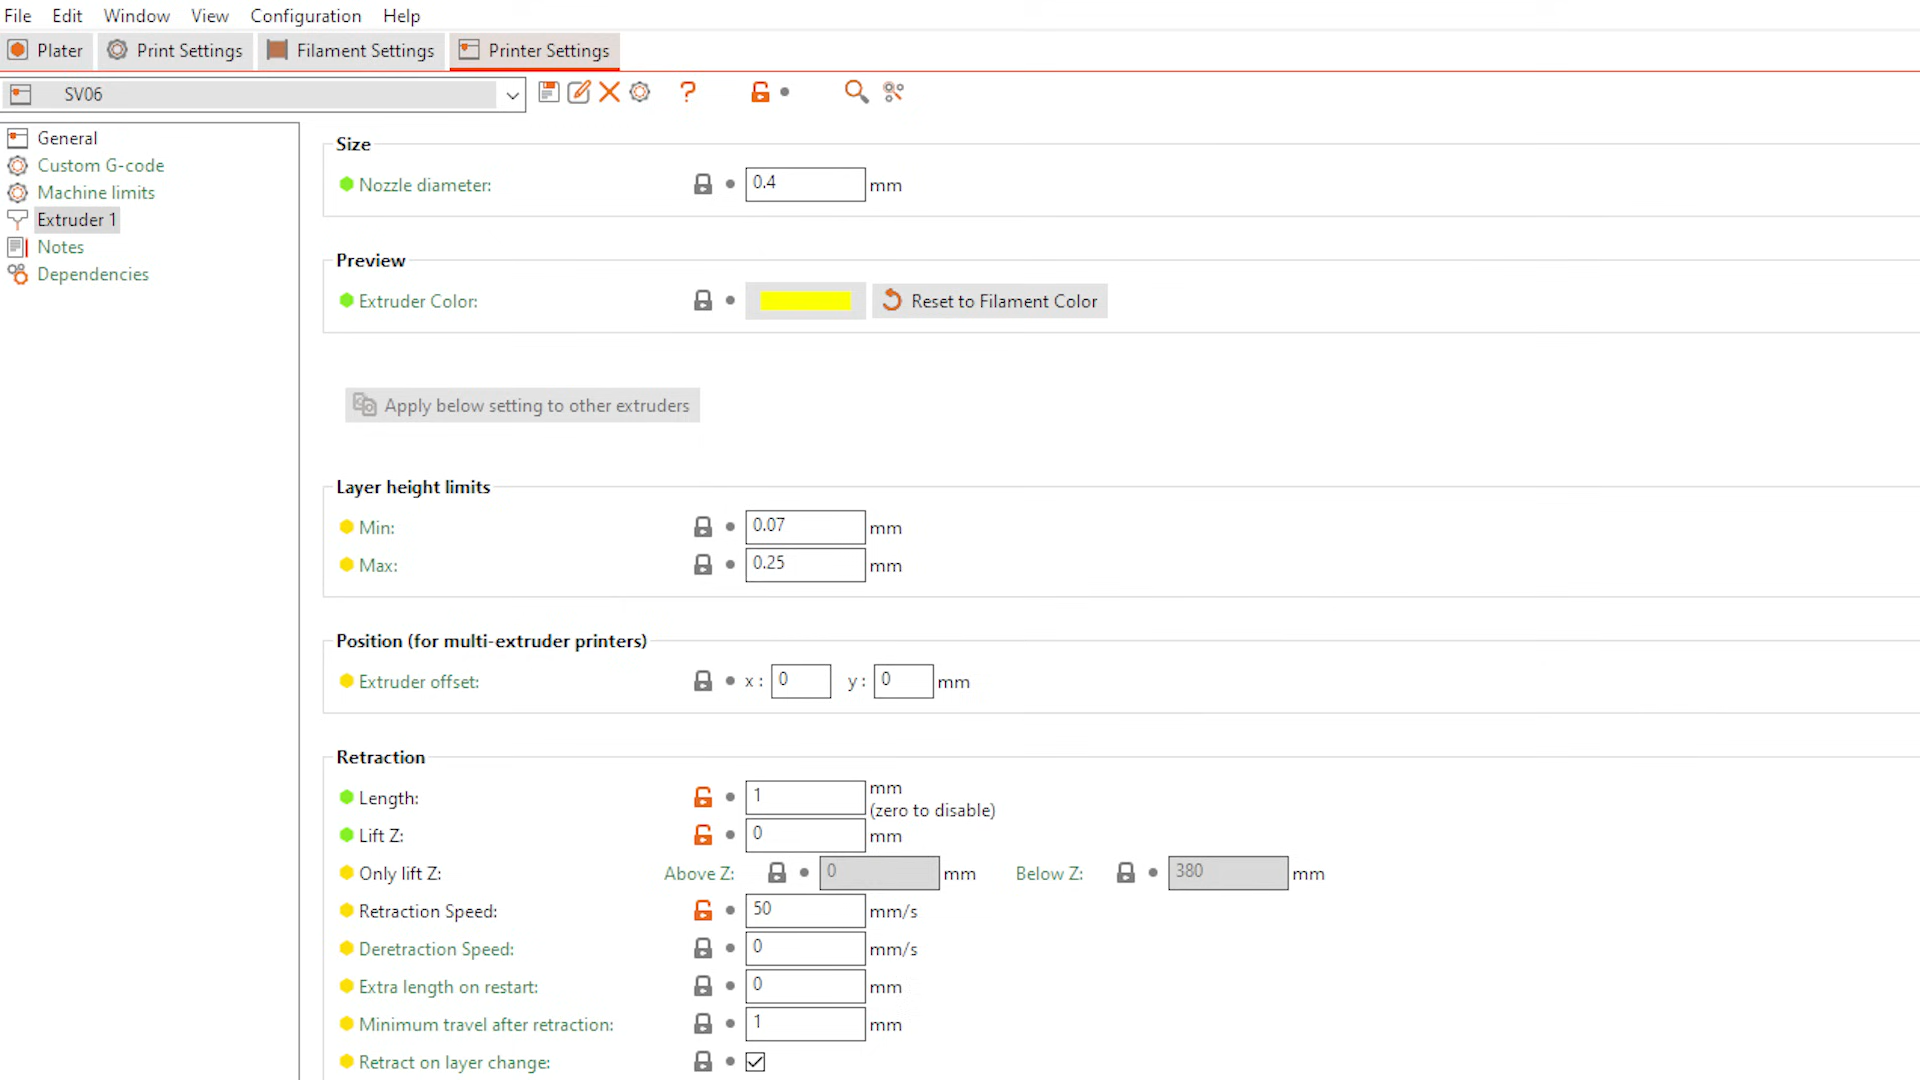 File Edit Window View Configuration Help
Plater Print Settings Filament Settings Printer Settings
SV06
General
Custom G-code
Machine limits
Extruder 1
Notes
Dependencies
Size
Nozzle diameter: 0.4 mm
Preview
Extruder Color: Reset to Filament Color
Apply below setting to other extruders
Layer height limits
Min: 0.07 mm
Max: 0.25 mm
Position (for multi-extruder printers)
Extruder offset: x : 0 y : 0 mm
Retraction
Length: 1 mm
(zero to disable)
Lift Z: 0 mm
Only lift Z: Above Z: 0 mm Below Z: 380 mm
Retraction Speed: 50 mm/s
Deretraction Speed: 0 mm/s
Extra length on restart: 0 mm
Minimum travel after retraction: 1 mm
Retract on layer change: